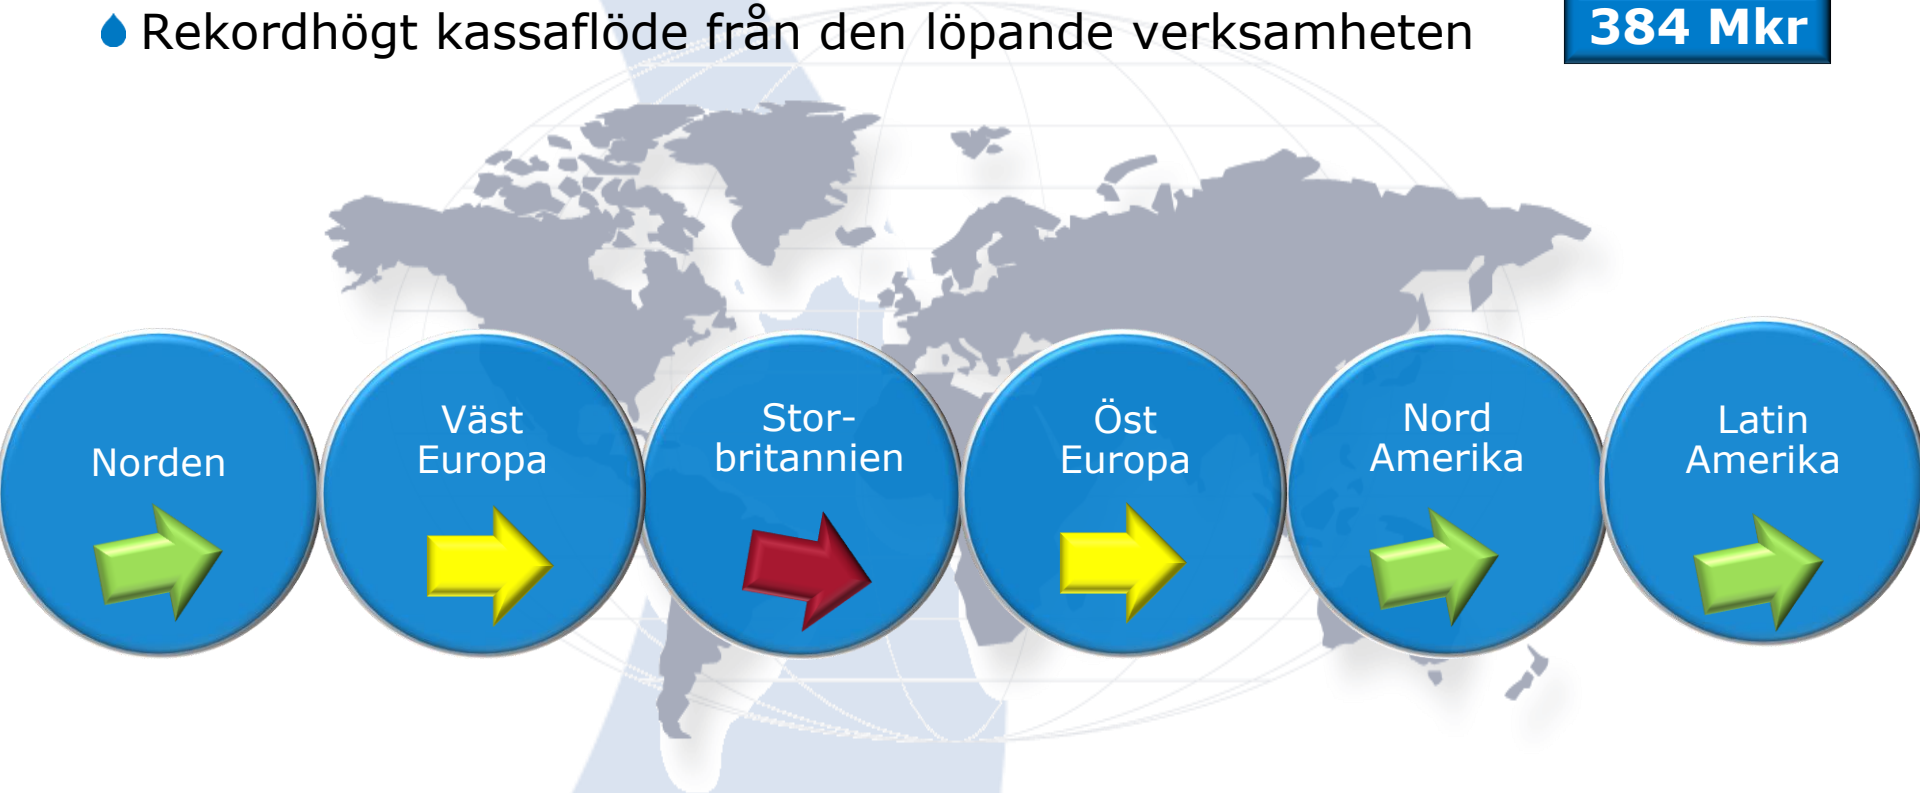 Rekordhögt kassaflöde från den löpande verksamheten
384 Mkr
Norden
Väst
Europa
Stor-
britannien
Öst
Europa
Nord
Amerika
Latin
Amerika